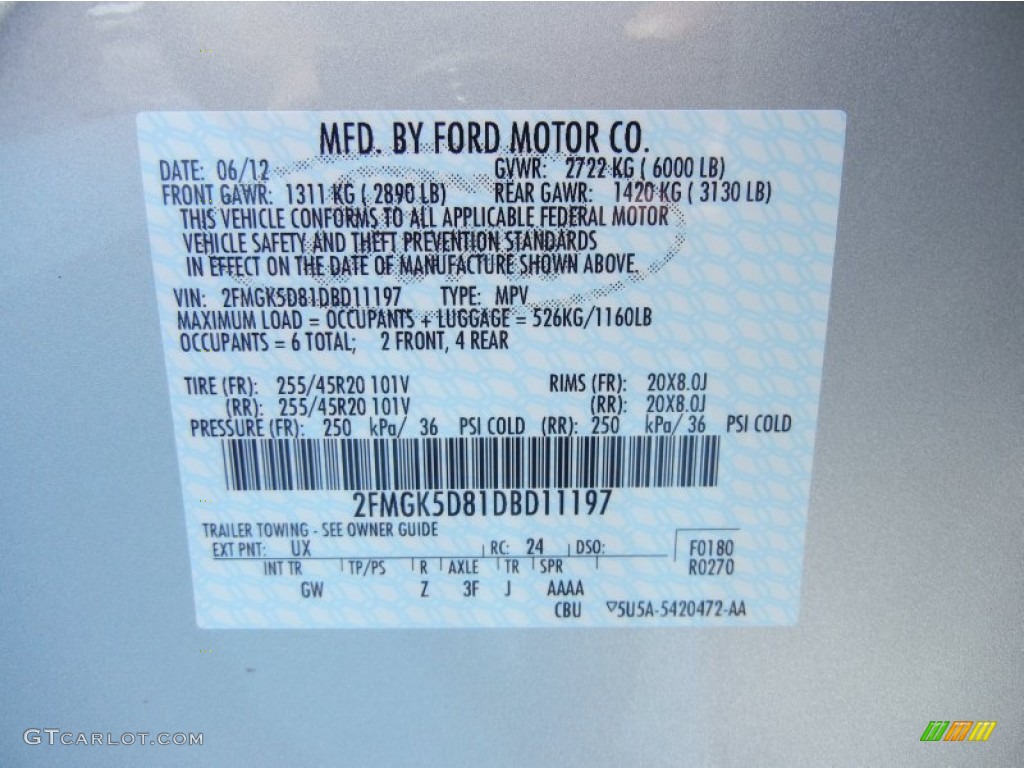 MFD. BY FORD MOTOR CO.
DATE: 06/12 GVWR: 2722 KG ( 6000 LB)
FRONT GAWR: 1311 KG ( 2890 LB) REAR GAWR: 1420 KG ( 3130 LB)
THIS VEHICLE CONFORMS TO ALL APPLICABLE FEDERAL MOTOR
VEHICLE SAFETY AND THEFT PREVENTION STANDARDS
IN EFFECT ON THE DATE OF MANUFACTURE SHOWN ABOVE.
VIN: 2FMGK5D81DBD11197 TYPE: MPV
MAXIMUM LOAD = OCCUPANTS + LUGGAGE = 526KG/1160LB
OCCUPANTS = 6 TOTAL; 2 FRONT, 4 REAR
TIRE (FR): 255/45R20 101V RIMS (FR): 20X8.0J
(RR): 255/45R20 101V (RR): 20X8.0J
PRESSURE (FR): 250 kPa/ 36 PSI COLD (RR): 250 kPa/ 36 PSI COLD
2FMGK5D81DBD11197
TRAILER TOWING - SEE OWNER GUIDE
EXT PNT: UX RC: 24 DSO: F0180
INT TR TP/PS R AXLE TR SPR R0270
GW Z 3F J AAAA
CBU ▽5U5A-5420472-AA
GTCARLOT.COM